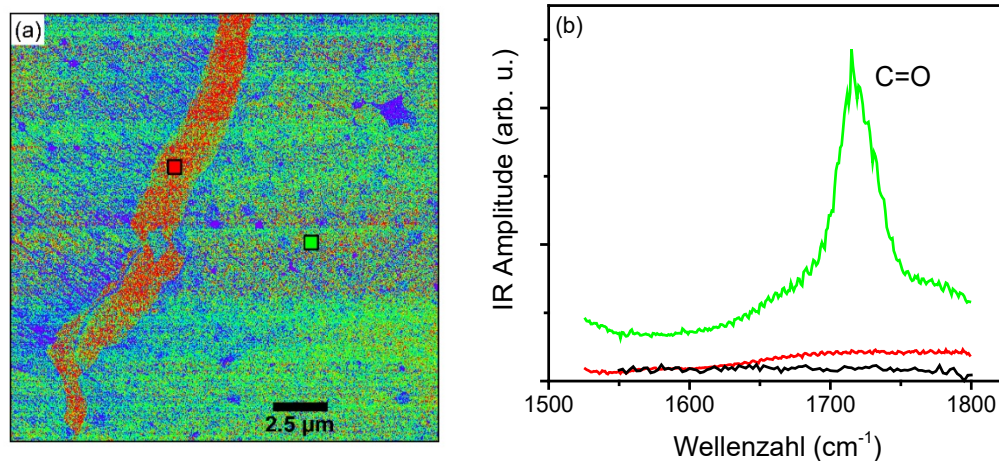 (a)
2.5 µm
(b)
C=O
IR Amplitude (arb. u.)
1500 1600 1700 1800
Wellenzahl (cm⁻¹)